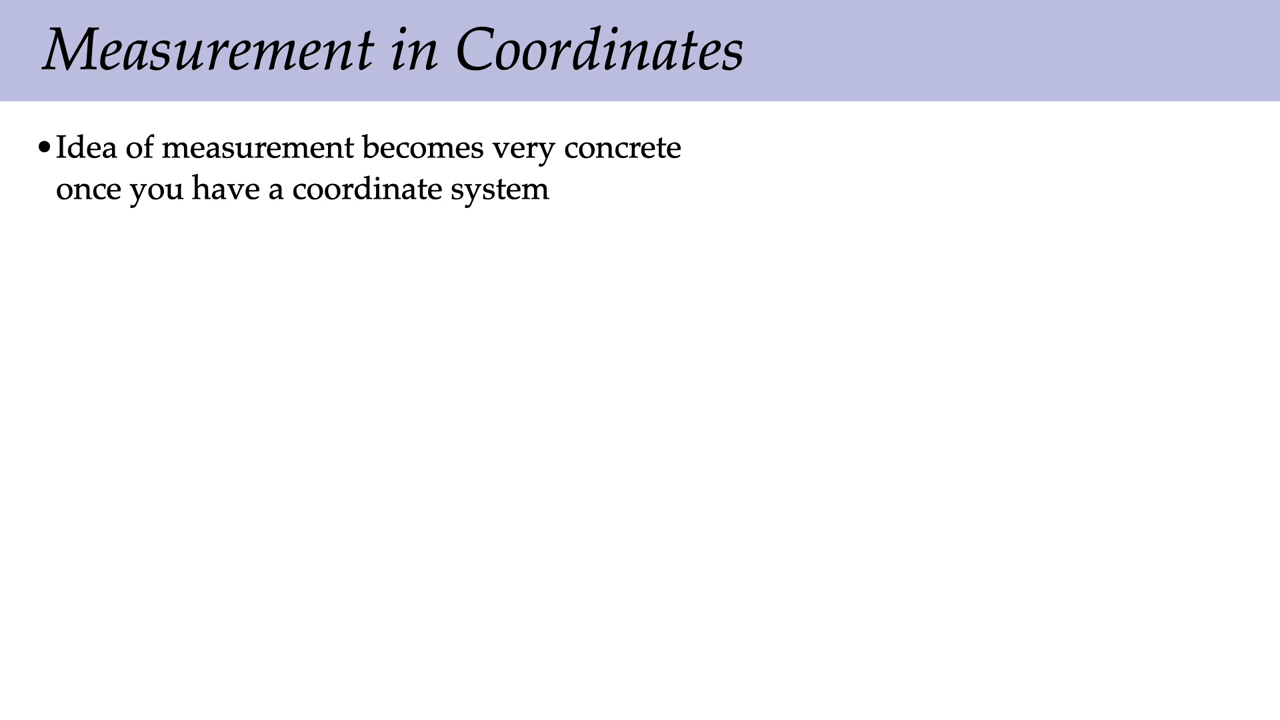 Measurement in Coordinates
•Idea of measurement becomes very concrete
once you have a coordinate system